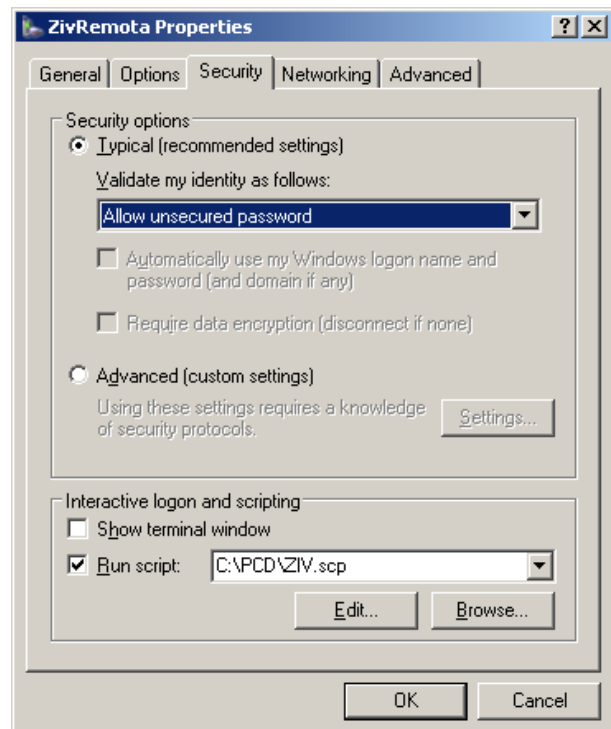 ZivRemota Properties
General Options Security Networking Advanced
Security options
Typical (recommended settings)
Validate my identity as follows:
Allow unsecured password
Automatically use my Windows logon name and
password (and domain if any)
Require data encryption (disconnect if none)
Advanced (custom settings)
Using these settings requires a knowledge
of security protocols.
Settings...
Interactive logon and scripting
Show terminal window
Run script: C:\PCD\ZIV.scp
Edit... Browse...
OK Cancel